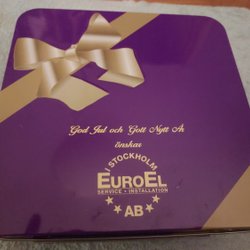 God Jul och Gott Nytt År
önskar
I STOCKHOLM
EUROEL
SERVICE • INSTALLATION
AB